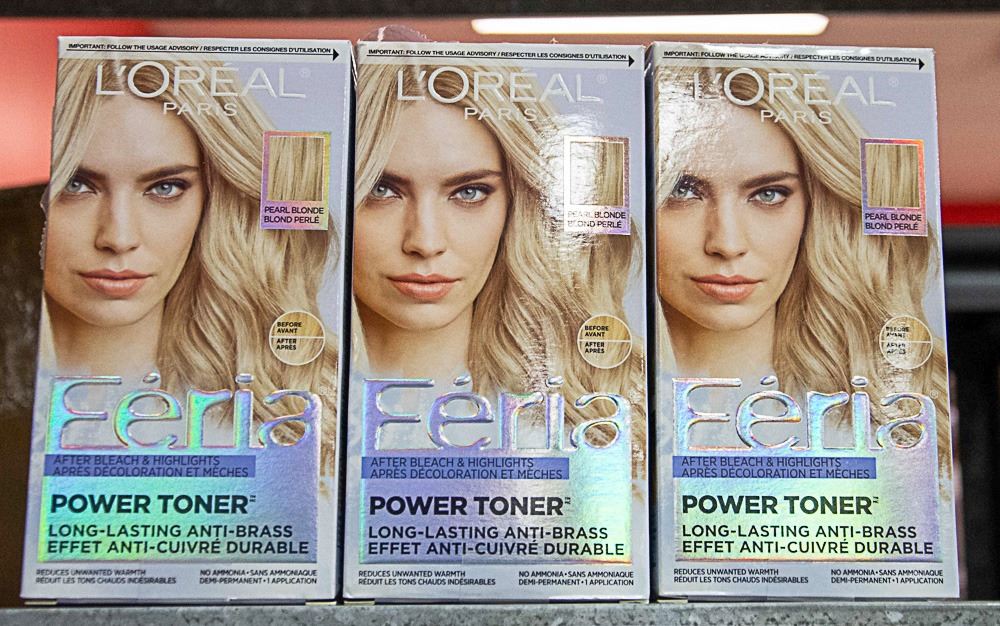 IMPORTANT: FOLLOW THE USAGE ADVISORY / RESPECTER LES CONSIGNES D'UTILISATION
L'ORÉAL
PARIS
PEARL BLONDE
BLOND PERLÉ
BEFORE
AVANT
AFTER
APRÈS
Féria
AFTER BLEACH & HIGHLIGHTS
APRÈS DÉCOLORATION ET MÈCHES
POWER TONER
LONG-LASTING ANTI-BRASS
EFFET ANTI-CUIVRÉ DURABLE
REDUCES UNWANTED WARMTH
RÉDUIT LES TONS CHAUDS INDÉSIRABLES
NO AMMONIA • SANS AMMONIAQUE
DEMI-PERMANENT • 1 APPLICATION
IMPORTANT: FOLLOW THE USAGE ADVISORY / RESPECTER LES CONSIGNES D'UTILISATION
L'ORÉAL
PARIS
PEARL BLONDE
BLOND PERLÉ
BEFORE
AVANT
AFTER
APRÈS
Féria
AFTER BLEACH & HIGHLIGHTS
APRÈS DÉCOLORATION ET MÈCHES
POWER TONER
LONG-LASTING ANTI-BRASS
EFFET ANTI-CUIVRÉ DURABLE
REDUCES UNWANTED WARMTH
RÉDUIT LES TONS CHAUDS INDÉSIRABLES
NO AMMONIA • SANS AMMONIAQUE
DEMI-PERMANENT • 1 APPLICATION
IMPORTANT: FOLLOW THE USAGE ADVISORY / RESPECTER LES CONSIGNES D'UTILISATION
L'ORÉAL
PARIS
PEARL BLONDE
BLOND PERLÉ
BEFORE
AVANT
AFTER
APRÈS
Féria
AFTER BLEACH & HIGHLIGHTS
APRÈS DÉCOLORATION ET MÈCHES
POWER TONER
LONG-LASTING ANTI-BRASS
EFFET ANTI-CUIVRÉ DURABLE
REDUCES UNWANTED WARMTH
RÉDUIT LES TONS CHAUDS INDÉSIRABLES
NO AMMONIA • SANS AMMONIAQUE
DEMI-PERMANENT • 1 APPLICATION